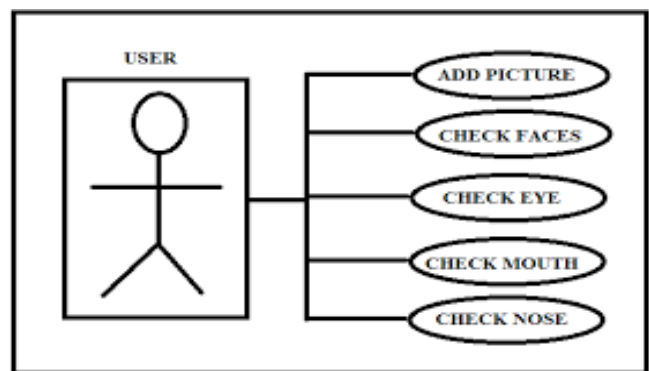 USER
ADD PICTURE
CHECK FACES
CHECK EYE
CHECK MOUTH
CHECK NOSE